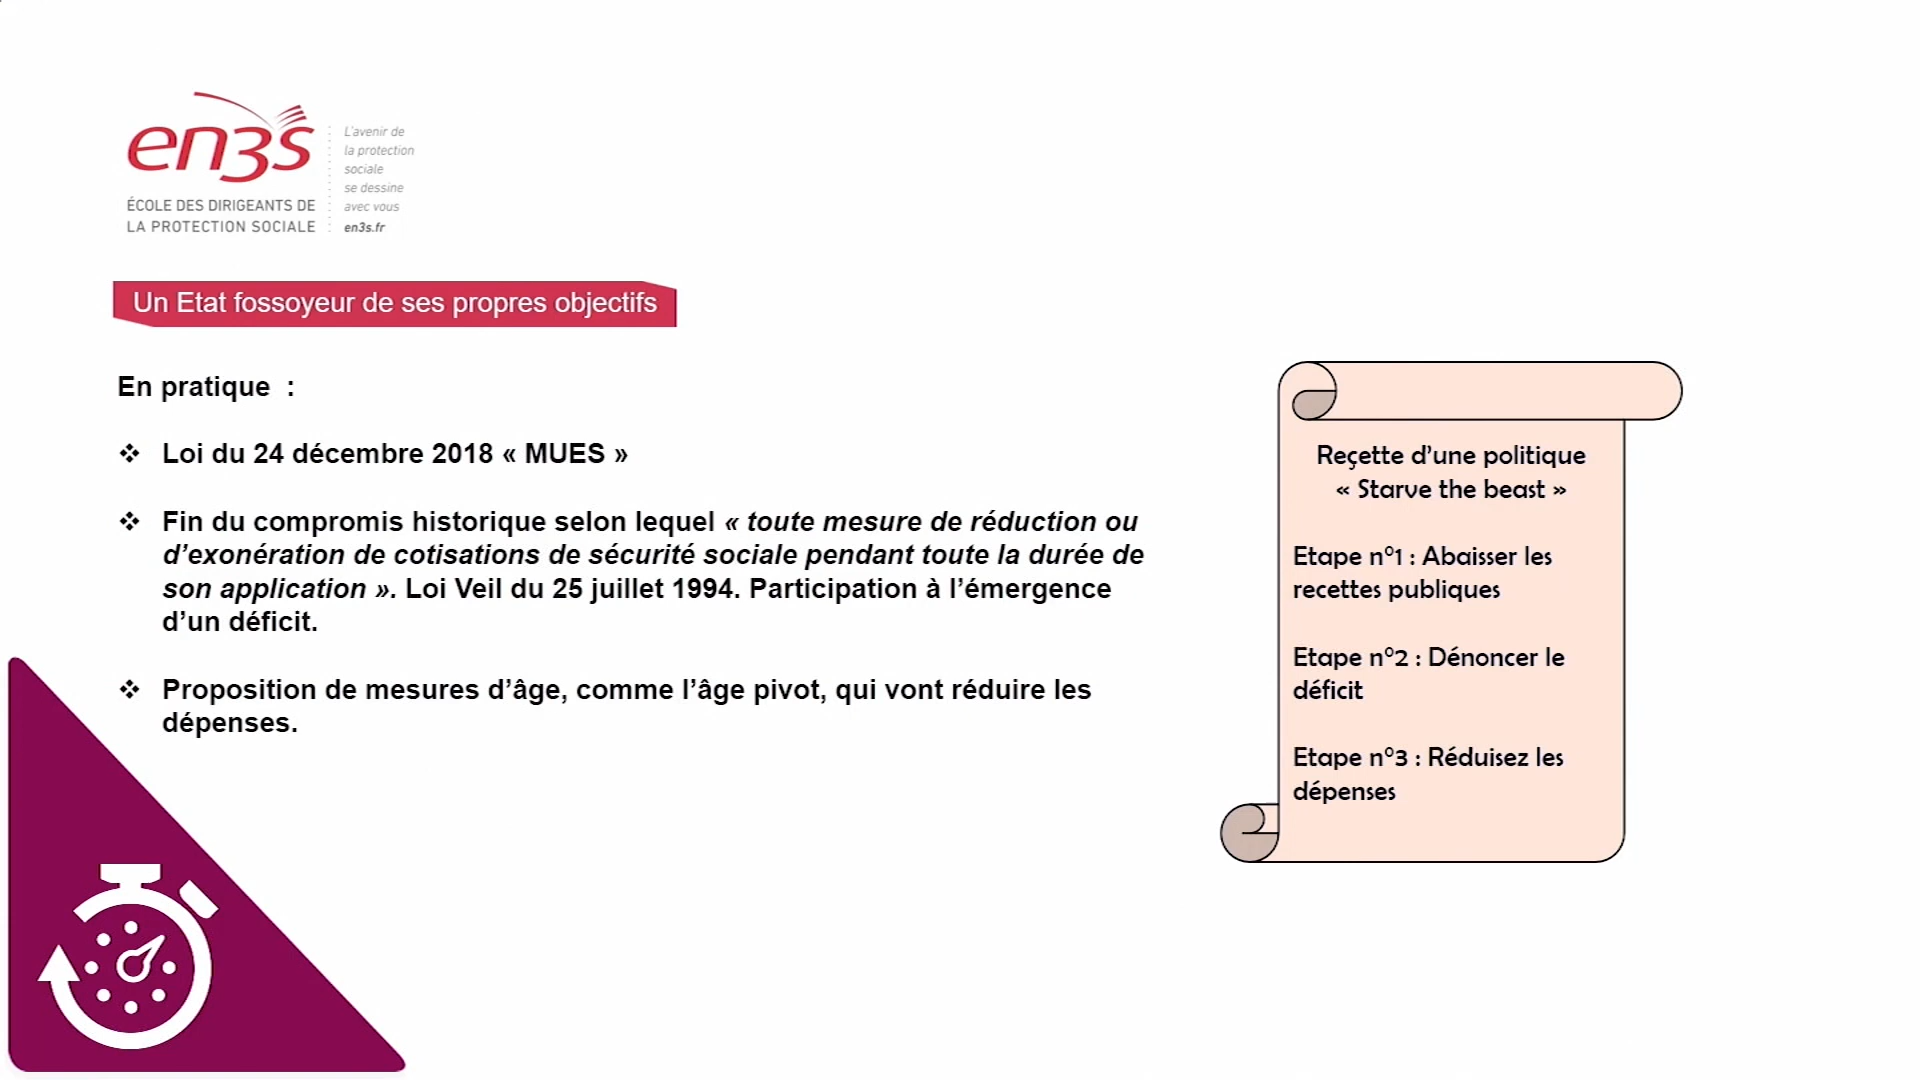 en3s
ÉCOLE DES DIRIGEANTS DE
LA PROTECTION SOCIALE
L'avenir de
la protection
sociale
se dessine
avec vous
en3s.fr
Un Etat fossoyeur de ses propres objectifs
En pratique  :
❖ Loi du 24 décembre 2018 « MUES »
❖ Fin du compromis historique selon lequel « toute mesure de réduction ou
d’exonération de cotisations de sécurité sociale pendant toute la durée de
son application ». Loi Veil du 25 juillet 1994. Participation à l’émergence
d’un déficit.
❖ Proposition de mesures d’âge, comme l’âge pivot, qui vont réduire les
dépenses.
Reçette d’une politique
« Starve the beast »
Etape n°1 : Abaisser les
recettes publiques
Etape n°2 : Dénoncer le
déficit
Etape n°3 : Réduisez les
dépenses